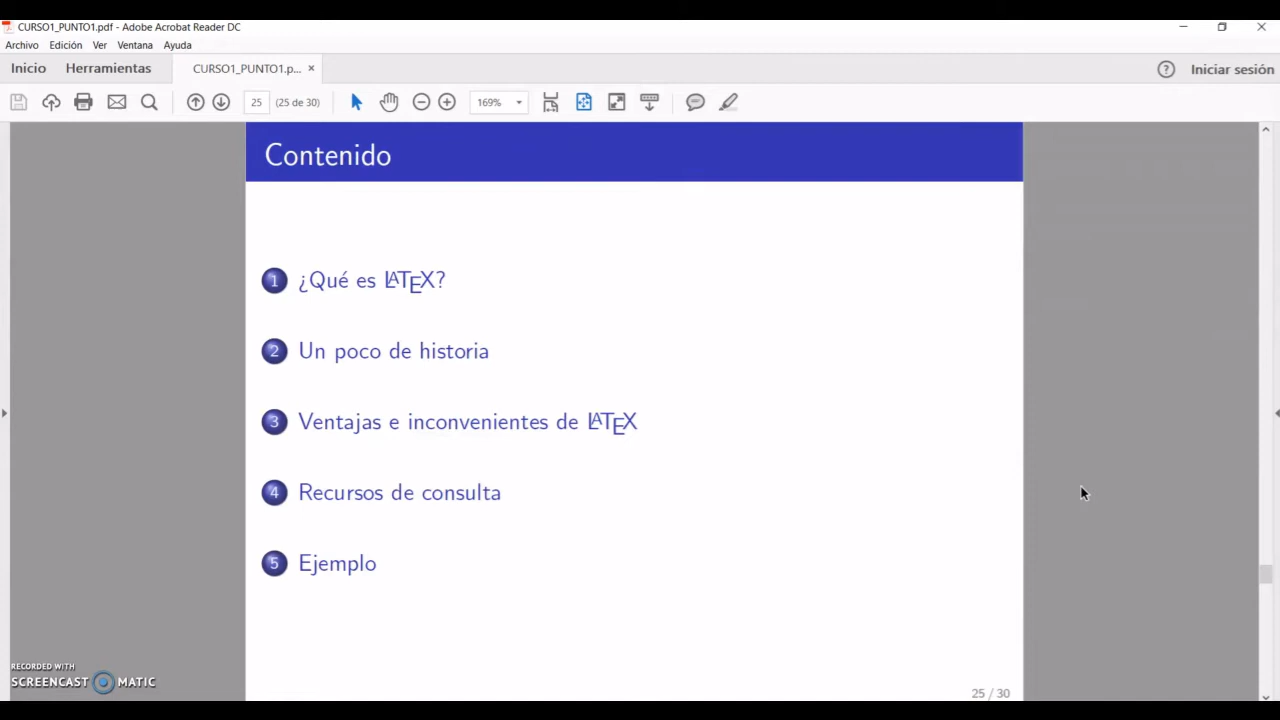 CURSO1_PUNTO1.pdf - Adobe Acrobat Reader DC
Archivo Edición Ver Ventana Ayuda
Inicio Herramientas CURSO1_PUNTO1.p... × Iniciar sesión
25 (25 de 30) 169%
Contenido
1 ¿Qué es LATEX?
2 Un poco de historia
3 Ventajas e inconvenientes de LATEX
4 Recursos de consulta
5 Ejemplo
25 / 30
RECORDED WITH
SCREENCAST MATIC